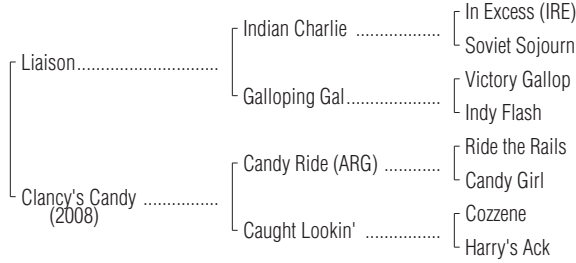 In Excess (IRE)
Indian Charlie ..................
Soviet Sojourn
Liaison..............................
Victory Gallop
Galloping Gal....................
Indy Flash
Ride the Rails
Candy Ride (ARG) ............
Candy Girl
Clancy's Candy ................
(2008)
Cozzene
Caught Lookin' ................
Harry's Ack